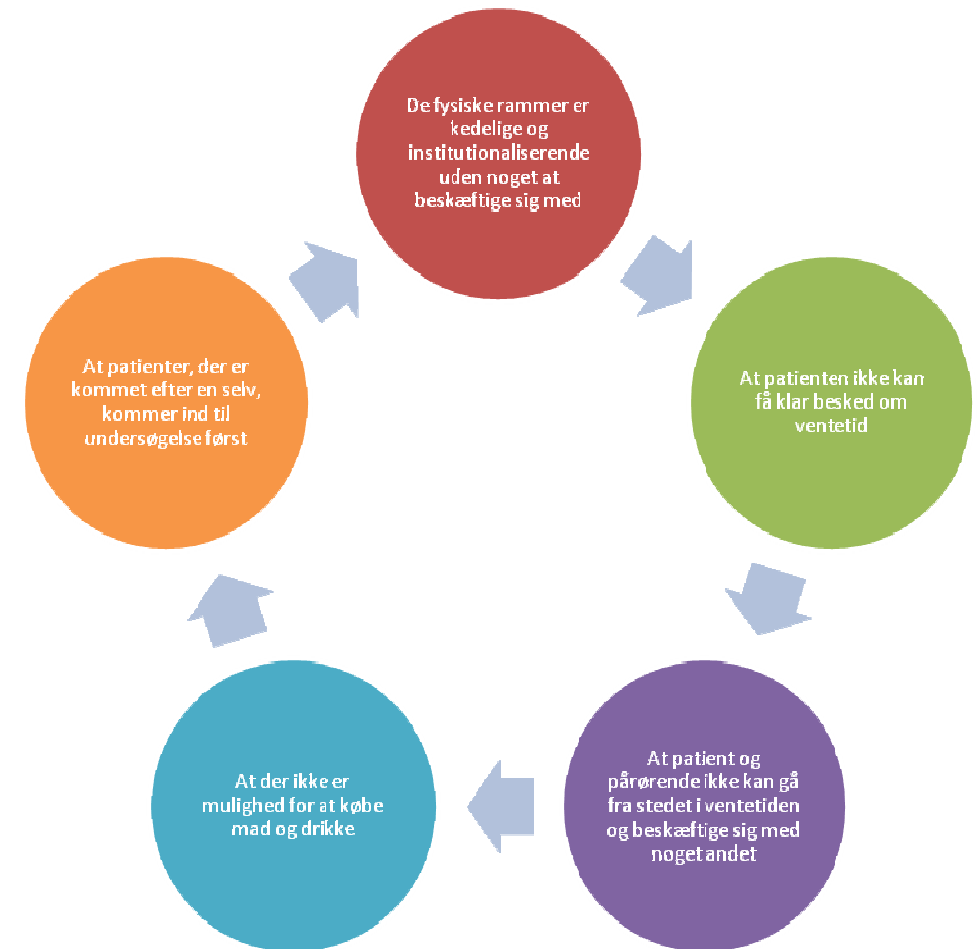 De fysiske rammer er
kedelige og
institutionaliserende
uden noget at
beskæftige sig med
At patienten ikke kan
få klar besked om
ventetid
At patient og
pårørende ikke kan gå
fra stedet i ventetiden
og beskæftige sig med
noget andet
At der ikke er
mulighed for at købe
mad og drikke
At patienter, der er
kommet efter en selv,
kommer ind til
undersøgelse først